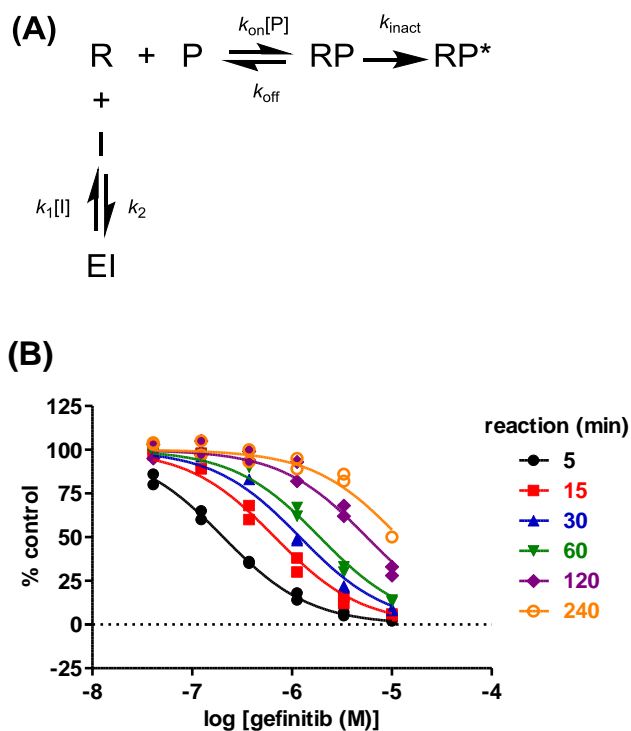 (A)
kon[P]
kinact
R + P RP RP*
koff
+
I
k1[I] k2
EI
(B)
125
100
75
50
25
0
-25
% control
-8 -7 -6 -5 -4
log [gefinitib (M)]
reaction (min)
5
15
30
60
120
240